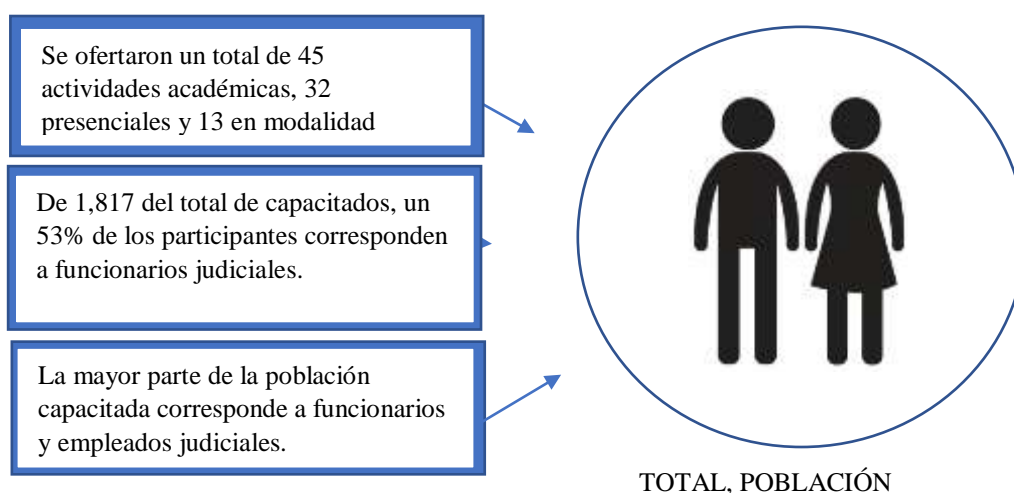 Se ofertaron un total de 45
actividades académicas, 32
presenciales y 13 en modalidad
De 1,817 del total de capacitados, un
53% de los participantes corresponden
a funcionarios judiciales.
La mayor parte de la población
capacitada corresponde a funcionarios
y empleados judiciales.
TOTAL, POBLACIÓN